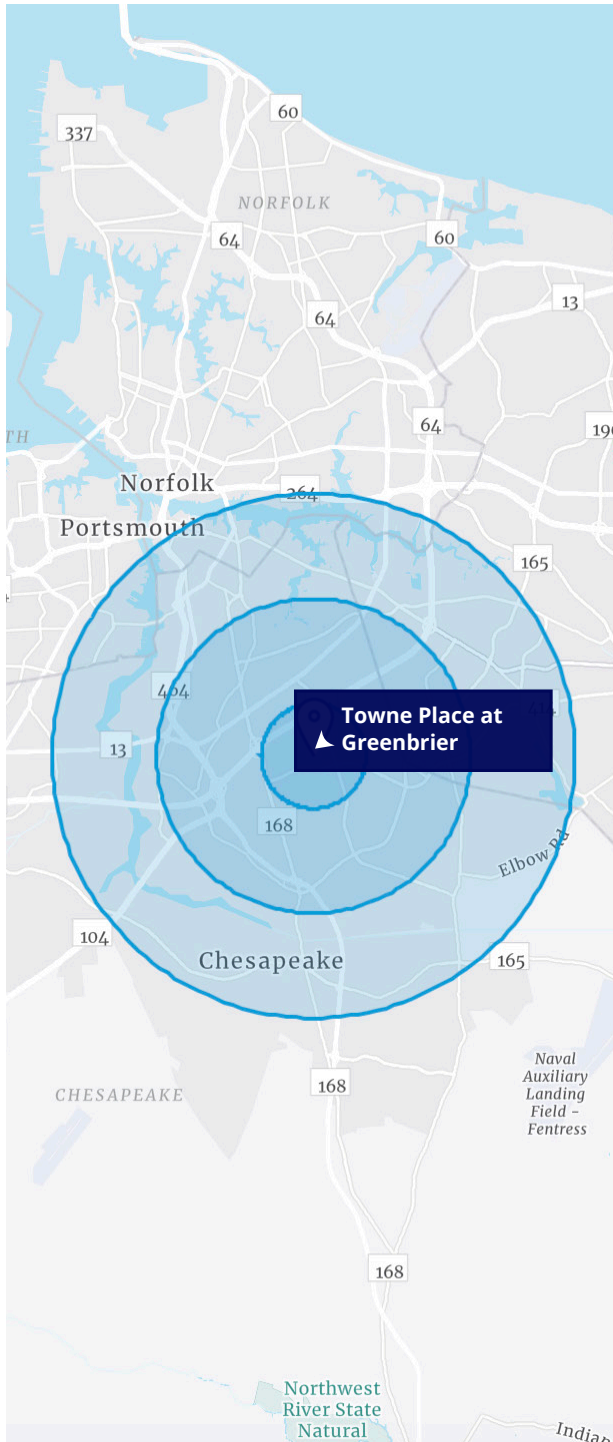 60
337
NORFOLK
64
60
13
64
64
190
TH
Norfolk
264
Portsmouth
165
464
414
Towne Place at
Greenbrier
13
168
Elbow Rd
104
Chesapeake
165
Naval
Auxiliary
Landing
Field -
Fentress
168
CHESAPEAKE
168
Northwest
River State
Natural
Indian